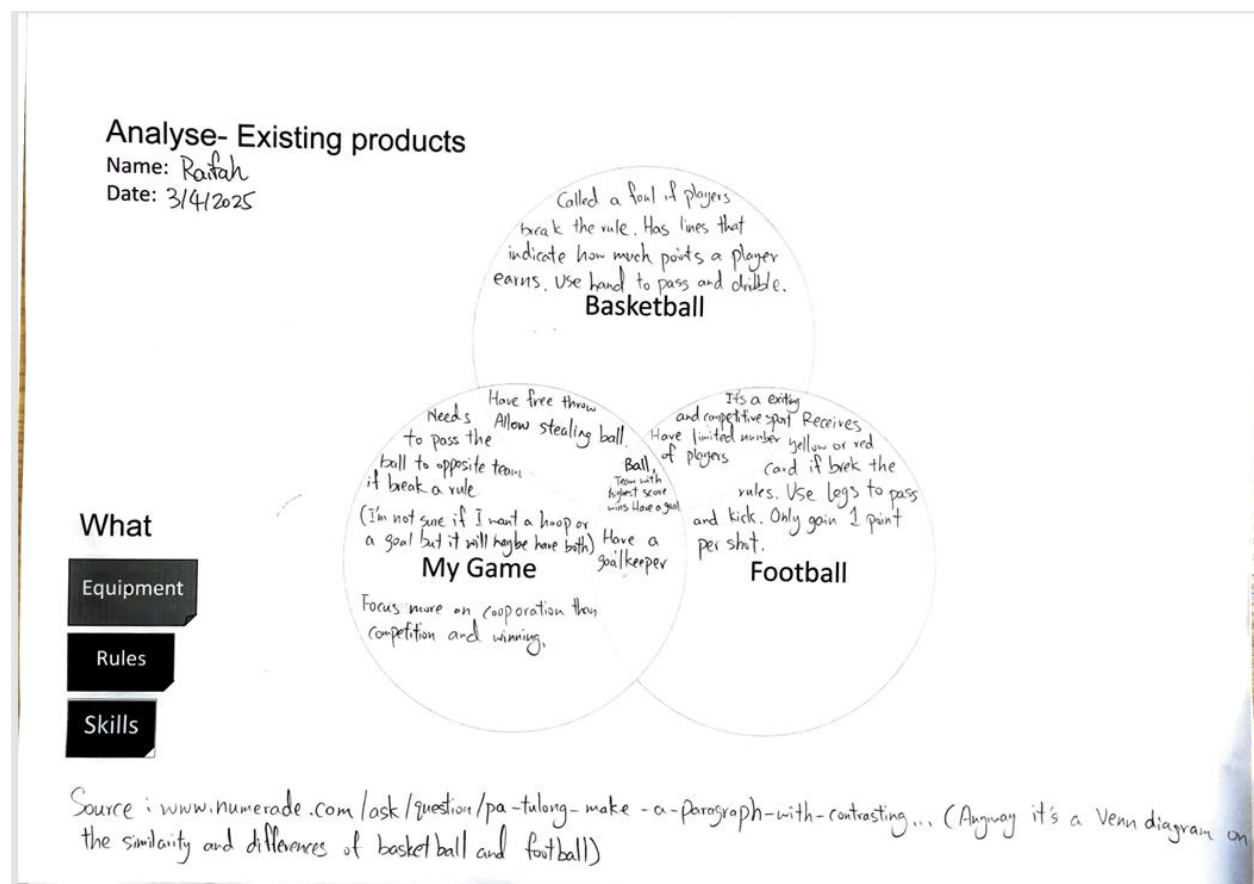 Analyse- Existing products
Name: Raifah
Date: 3/4/2025
Called a foul if players
break the rule. Has lines that
indicate how much points a player
earns. Use hand to pass and dribble.
Basketball
Have free throw
Allow stealing ball.
Needs
to pass the
ball to opposite team
if break a rule
(I'm not sure if I want a hoop or
a goal but it will maybe have both)
My Game
Focus more on cooporation than
competition and winning.
Ball,
Team with
highest score
wins Have a goal
Have a
goalkeeper
It's a exiting
and competitive sport
Have limited number
of players
Receives
yellow or red
card if brek the
rules. Use legs to pass
and kick. Only gain 1 point
per shot.
Football
What
Equipment
Rules
Skills
Source : www.numerade.com/ask/question/pa-tulong-make-a-paragraph-with-contrasting... (Anyway it's a Venn diagram on
the similarity and differences of basketball and football)